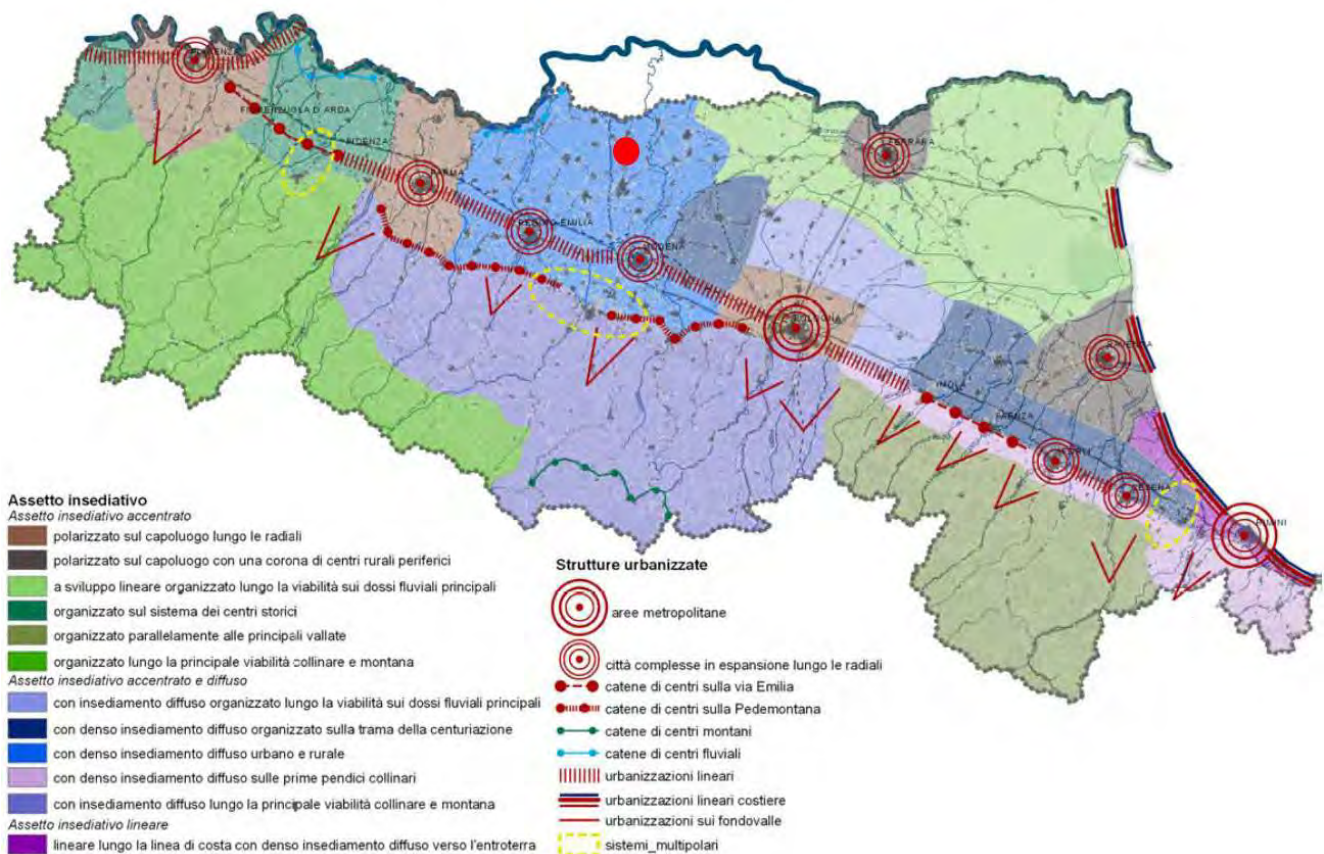 PIACENZA
FIORENZUOLA D'ARDA
FIDENZA
PARMA
REGGIO EMILIA
MODENA
BOLOGNA
FERRARA
RAVENNA
IMOLA
FAENZA
FORLI
CESENA
RIMINI
Assetto insediativo
Assetto insediativo accentrato
polarizzato sul capoluogo lungo le radiali
polarizzato sul capoluogo con una corona di centri rurali periferici
a sviluppo lineare organizzato lungo la viabilità sui dossi fluviali principali
organizzato sul sistema dei centri storici
organizzato parallelamente alle principali vallate
organizzato lungo la principale viabilità collinare e montana
Assetto insediativo accentrato e diffuso
con insediamento diffuso organizzato lungo la viabilità sui dossi fluviali principali
con denso insediamento diffuso organizzato sulla trama della centuriazione
con denso insediamento diffuso urbano e rurale
con denso insediamento diffuso sulle prime pendici collinari
con insediamento diffuso lungo la principale viabilità collinare e montana
Assetto insediativo lineare
lineare lungo la linea di costa con denso insediamento diffuso verso l'entroterra
Strutture urbanizzate
aree metropolitane
città complesse in espansione lungo le radiali
catene di centri sulla via Emilia
catene di centri sulla Pedemontana
catene di centri montani
catene di centri fluviali
urbanizzazioni lineari
urbanizzazioni lineari costiere
urbanizzazioni sui fondovalle
sistemi_multipolari